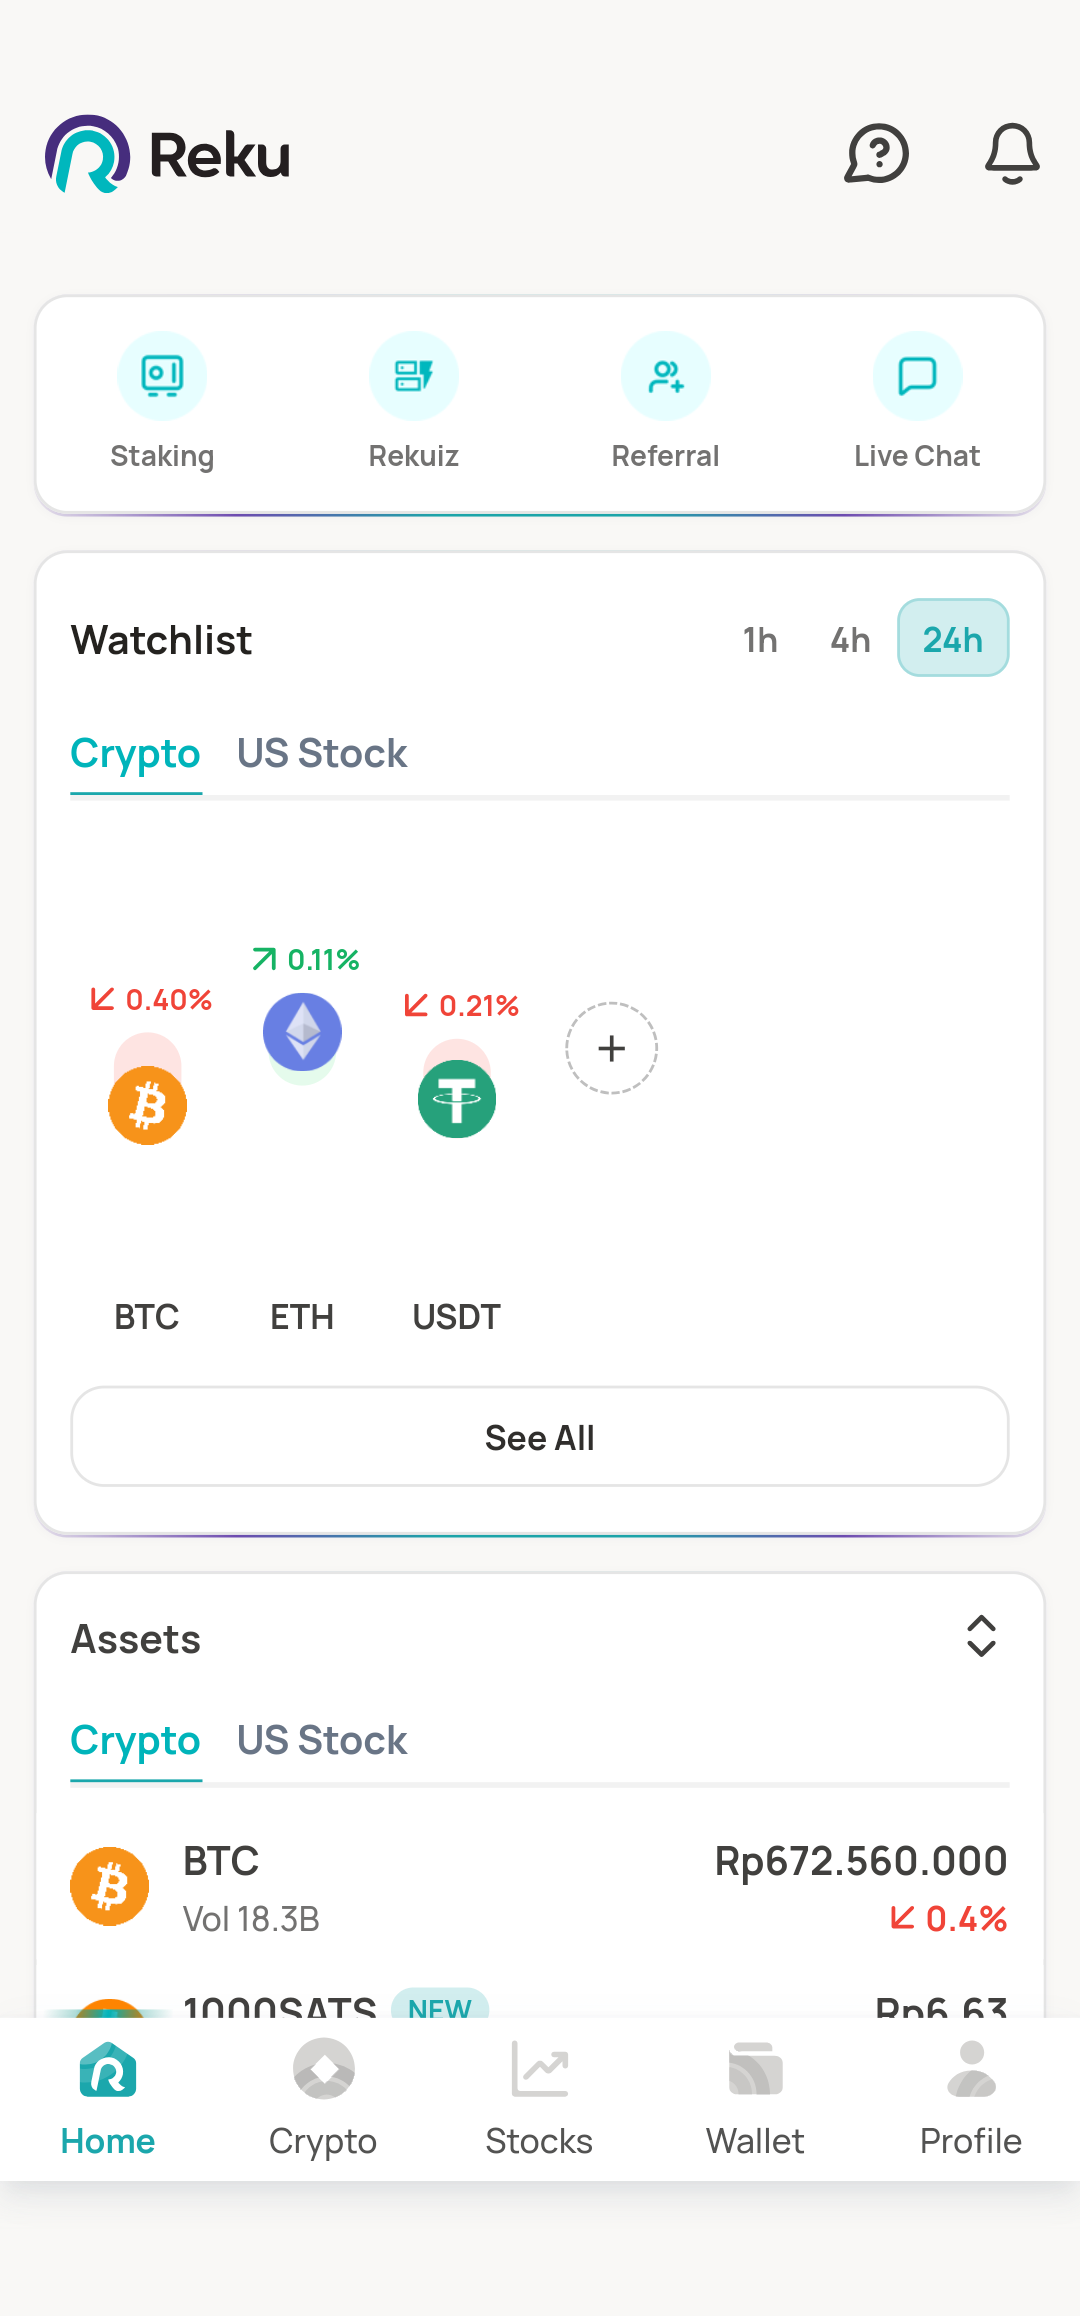 Reku
Staking
Rekuiz
Referral
Live Chat
Watchlist
1h 4h 24h
Crypto US Stock
0.11%
0.40%
0.21%
BTC ETH USDT
See All
Assets
Crypto US Stock
BTC Rp672.560.000
Vol 18.3B 0.4%
1000SATS NEW Rp6,63
Home Crypto Stocks Wallet Profile